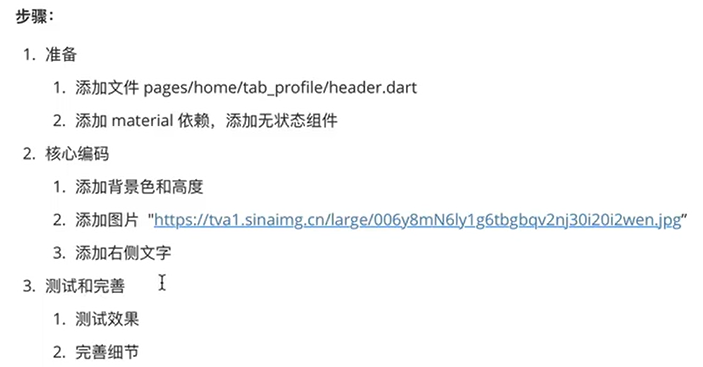 步骤：
1. 准备
1. 添加文件 pages/home/tab_profile/header.dart
2. 添加 material 依赖，添加无状态组件
2. 核心编码
1. 添加背景色和高度
2. 添加图片 "https://tva1.sinaimg.cn/large/006y8mN6ly1g6tbgbqv2nj30i20i2wen.jpg"
3. 添加右侧文字
3. 测试和完善
1. 测试效果
2. 完善细节